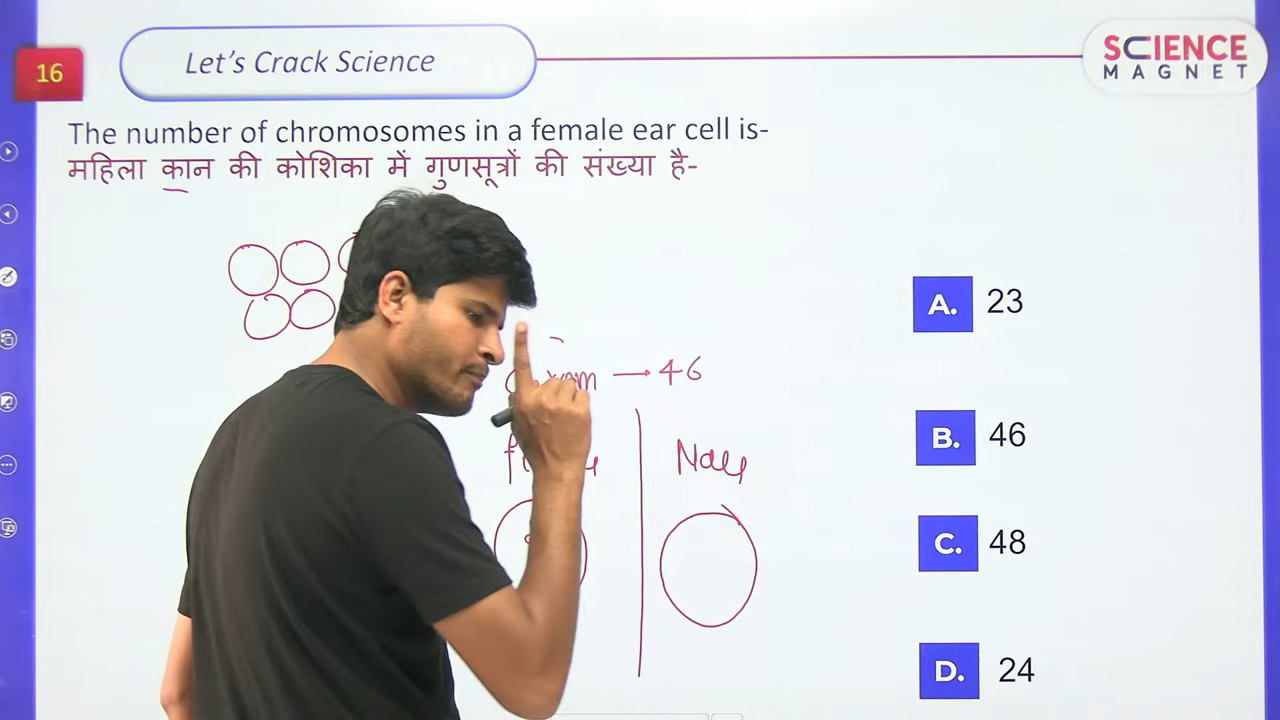 16
Let's Crack Science
SCIENCE
MAGNET
The number of chromosomes in a female ear cell is-
महिला कान की कोशिका में गुणसूत्रों की संख्या है-
A. 23
46
B. 46
C. 48
D. 24